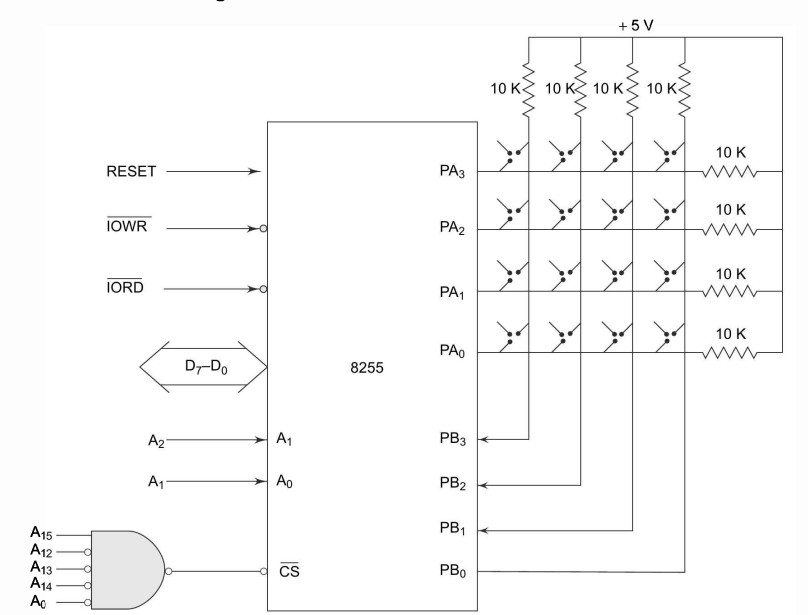 + 5 V
10 K 10 K 10 K 10 K
RESET
PA3
10 K
IOWR
PA2
10 K
IORD
PA1
10 K
PA0
10 K
D7–D0
8255
A2
A1
PB3
A1
A0
PB2
PB1
A15
A12
A13
A14
A0
CS
PB0